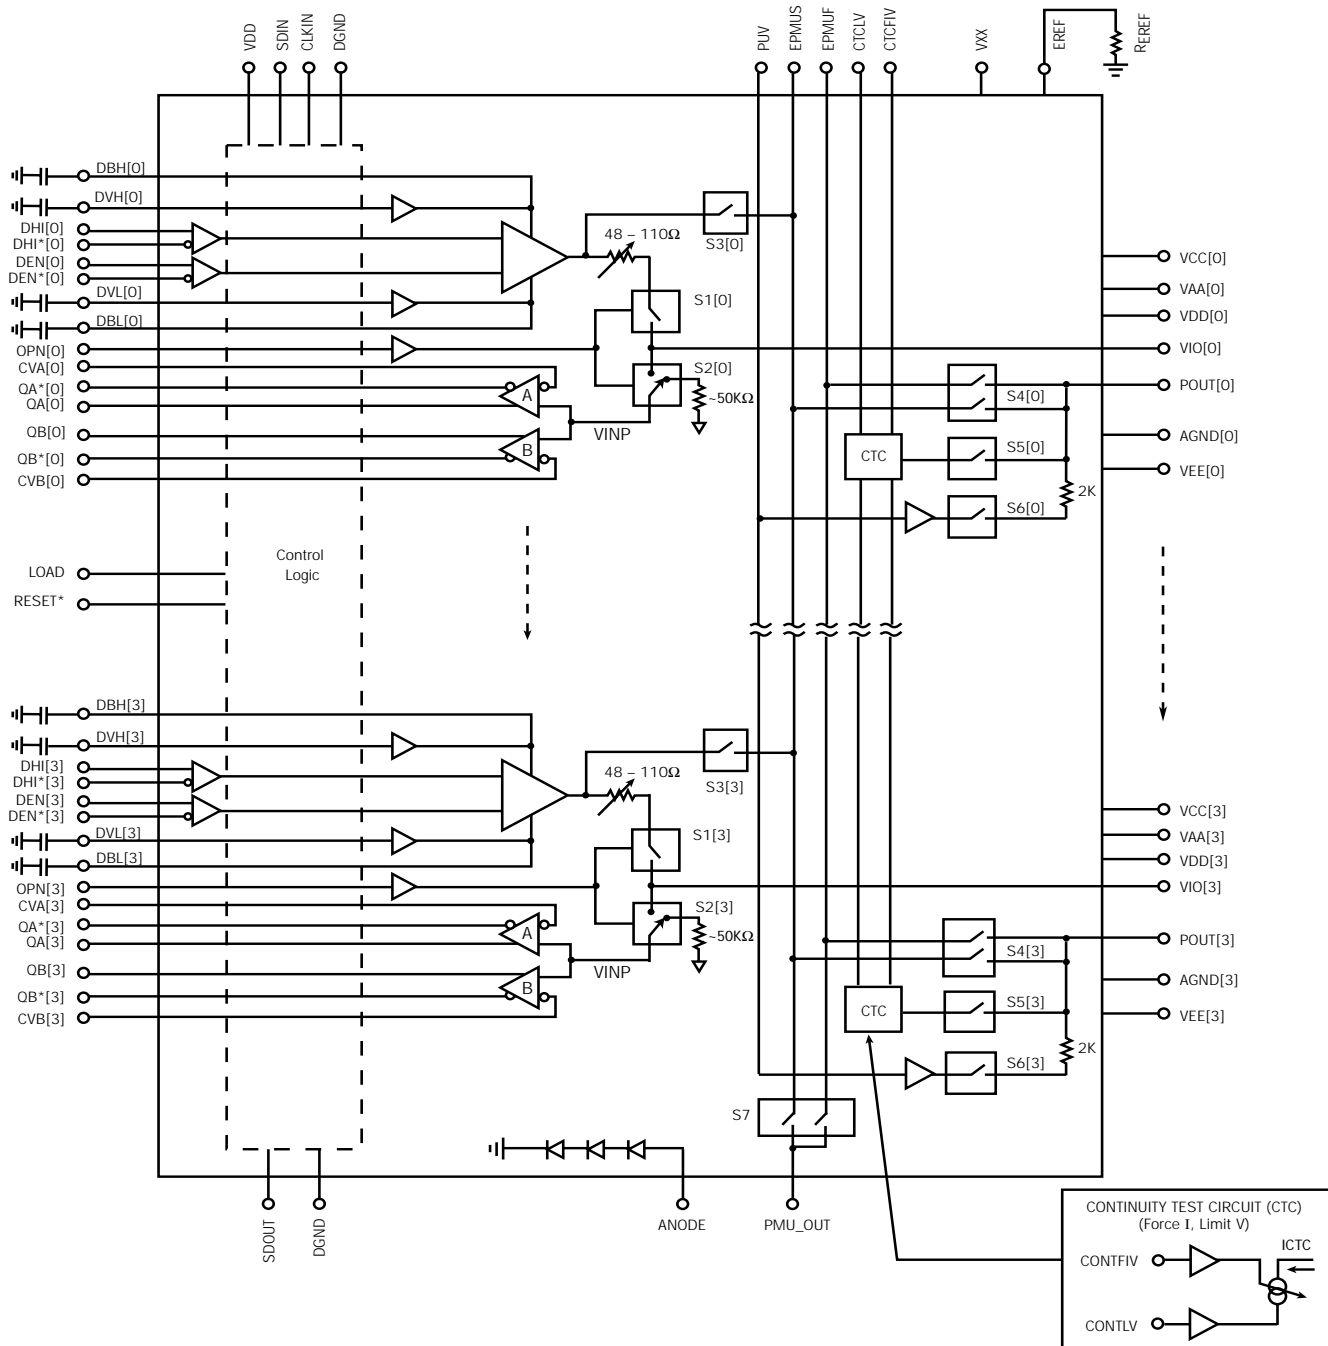 VDD
SDIN
CLKIN
DGND
PUV
EPMUS
EPMUF
CTCLV
CTCFIV
VXX
EREF
REREF
DBH[0]
DVH[0]
DHI[0]
DHI*[0]
DEN[0]
DEN*[0]
DVL[0]
DBL[0]
OPN[0]
CVA[0]
QA*[0]
QA[0]
QB[0]
QB*[0]
CVB[0]
48 – 110Ω
S3[0]
S1[0]
S2[0]
~50KΩ
A
B
VINP
S4[0]
CTC
S5[0]
2K
S6[0]
VCC[0]
VAA[0]
VDD[0]
VIO[0]
POUT[0]
AGND[0]
VEE[0]
Control
Logic
LOAD
RESET*
DBH[3]
DVH[3]
DHI[3]
DHI*[3]
DEN[3]
DEN*[3]
DVL[3]
DBL[3]
OPN[3]
CVA[3]
QA*[3]
QA[3]
QB[3]
QB*[3]
CVB[3]
48 – 110Ω
S3[3]
S1[3]
S2[3]
~50KΩ
A
B
VINP
S4[3]
CTC
S5[3]
2K
S6[3]
VCC[3]
VAA[3]
VDD[3]
VIO[3]
POUT[3]
AGND[3]
VEE[3]
S7
SDOUT
DGND
ANODE
PMU_OUT
CONTINUITY TEST CIRCUIT (CTC)
(Force I, Limit V)
ICTC
CONTFIV
CONTLV